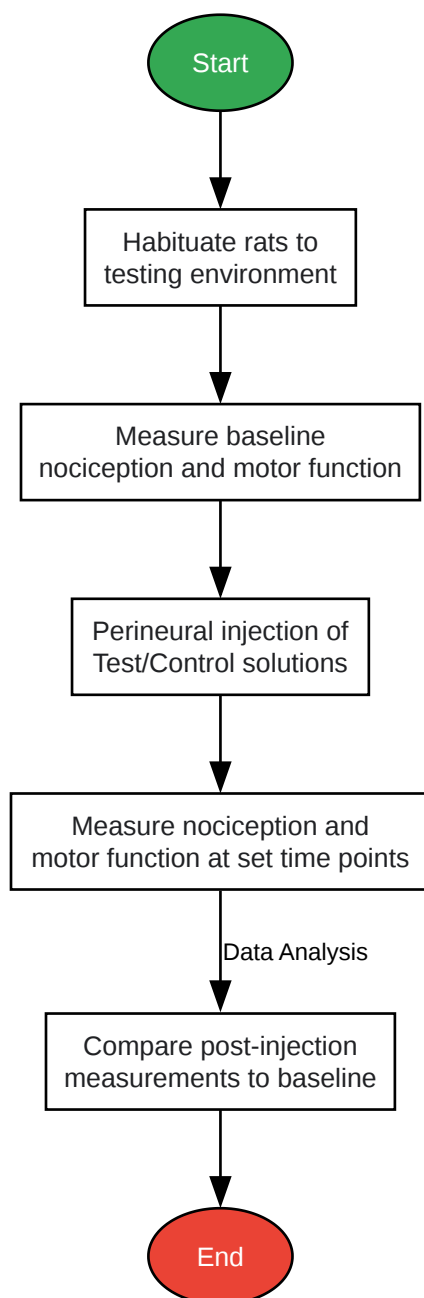 Start
Habituate rats to
testing environment
Measure baseline
nociception and motor function
Perineural injection of
Test/Control solutions
Measure nociception and
motor function at set time points
Data Analysis
Compare post-injection
measurements to baseline
End